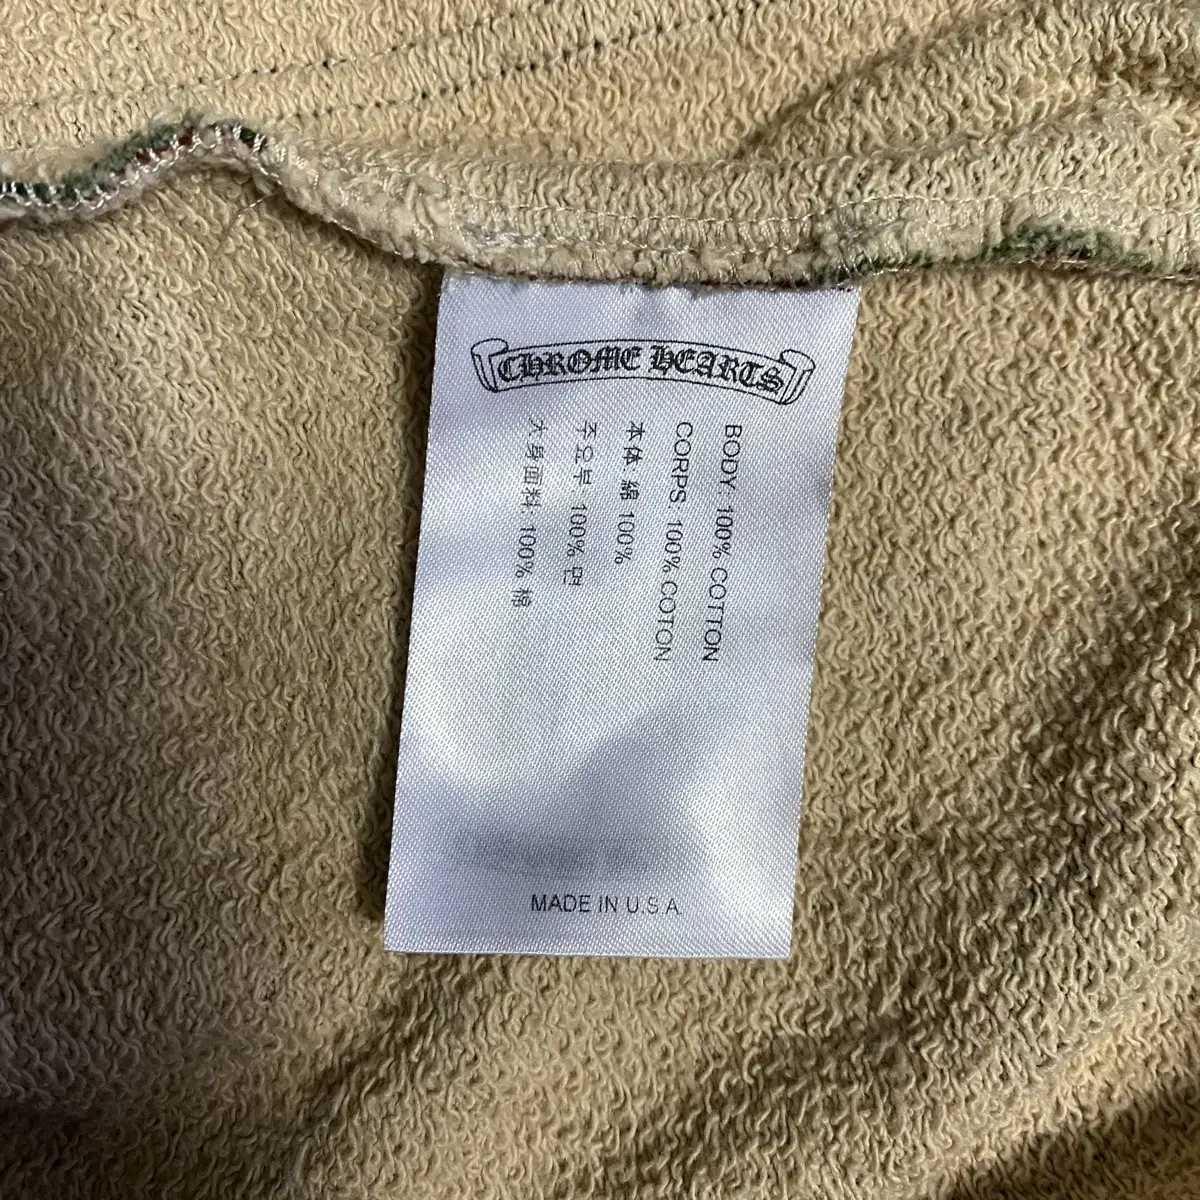 CHROME HEARTS
BODY: 100% COTTON
CORPS: 100% COTON
本体: 綿 100%
주요부: 100% 면
大身面料: 100% 棉
MADE IN U.S.A.